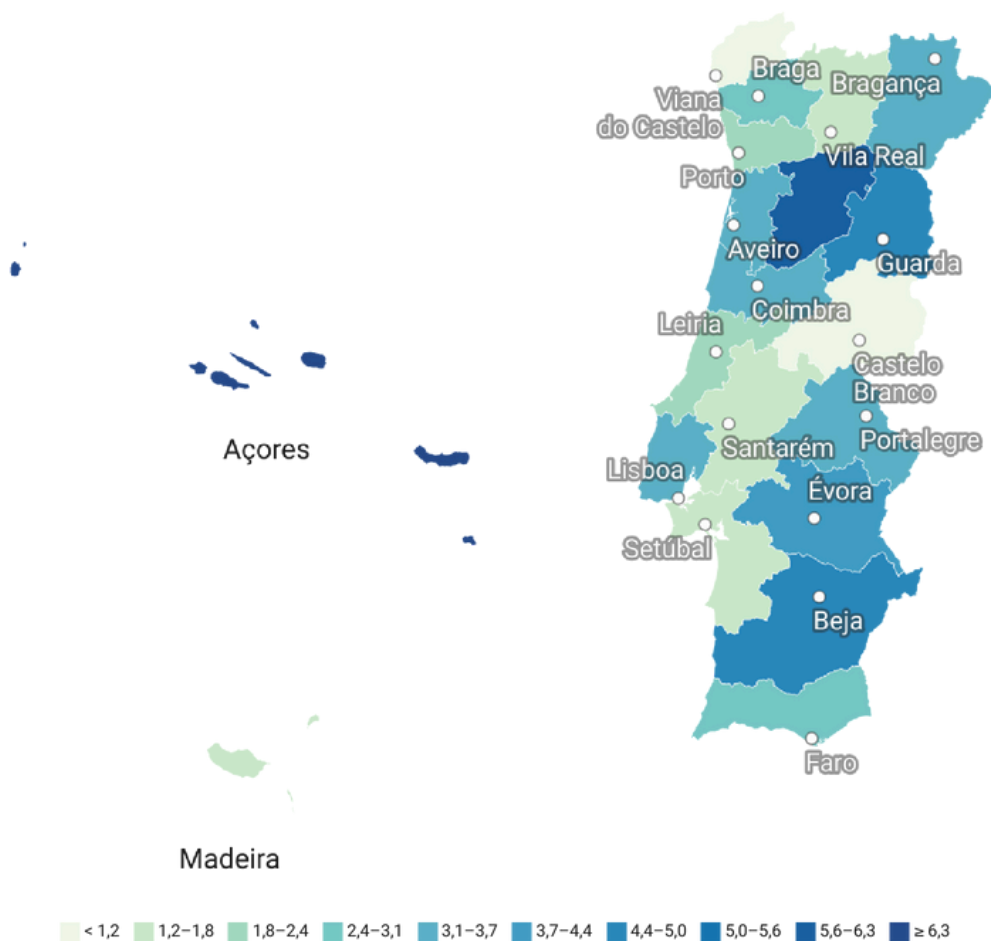 Braga
Bragança
Viana
do Castelo
Vila Real
Porto
Aveiro
Guarda
Coimbra
Leiria
Castelo
Branco
Açores
Santarém
Portalegre
Lisboa
Évora
Setúbal
Beja
Faro
Madeira
< 1,2 1,2–1,8 1,8–2,4 2,4–3,1 3,1–3,7 3,7–4,4 4,4–5,0 5,0–5,6 5,6–6,3 ≥ 6,3